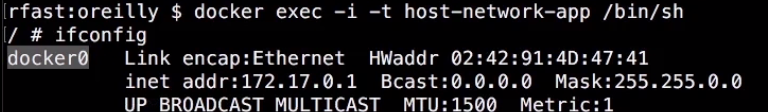 rfast:oreilly $ docker exec -i -t host-network-app /bin/sh
/ # ifconfig
docker0 Link encap:Ethernet HWaddr 02:42:91:4D:47:41
inet addr:172.17.0.1 Bcast:0.0.0.0 Mask:255.255.0.0
UP BROADCAST MULTICAST MTU:1500 Metric:1